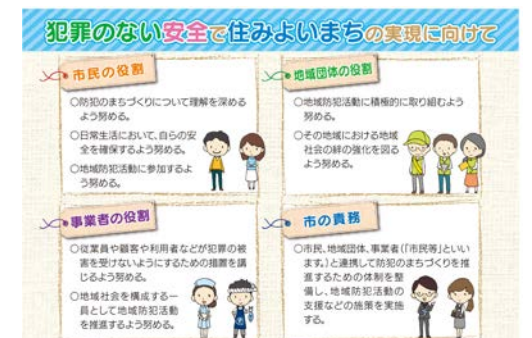 犯罪のない安全で住みよいまちの実現に向けて
市民の役割
○防犯のまちづくりについて理解を深める
よう努める。
○日常生活において、自らの安
全を確保するよう努める。
○地域防犯活動に参加するよ
う努める。
地域団体の役割
○地域防犯活動に積極的に取り組むよう
努める。
○その地域における地域
社会の絆の強化を図る
よう努める。
事業者の役割
○従業員や顧客や利用者などが犯罪の被
害を受けないようにするための措置を講
じるよう努める。
○地域社会を構成する一
員として地域防犯活動
を推進するよう努める。
市の責務
○市民、地域団体、事業者(「市民等」といい
ます。)と連携して防犯のまちづくりを推
進するための体制を整
備し、地域防犯活動の
支援などの施策を実施
する。